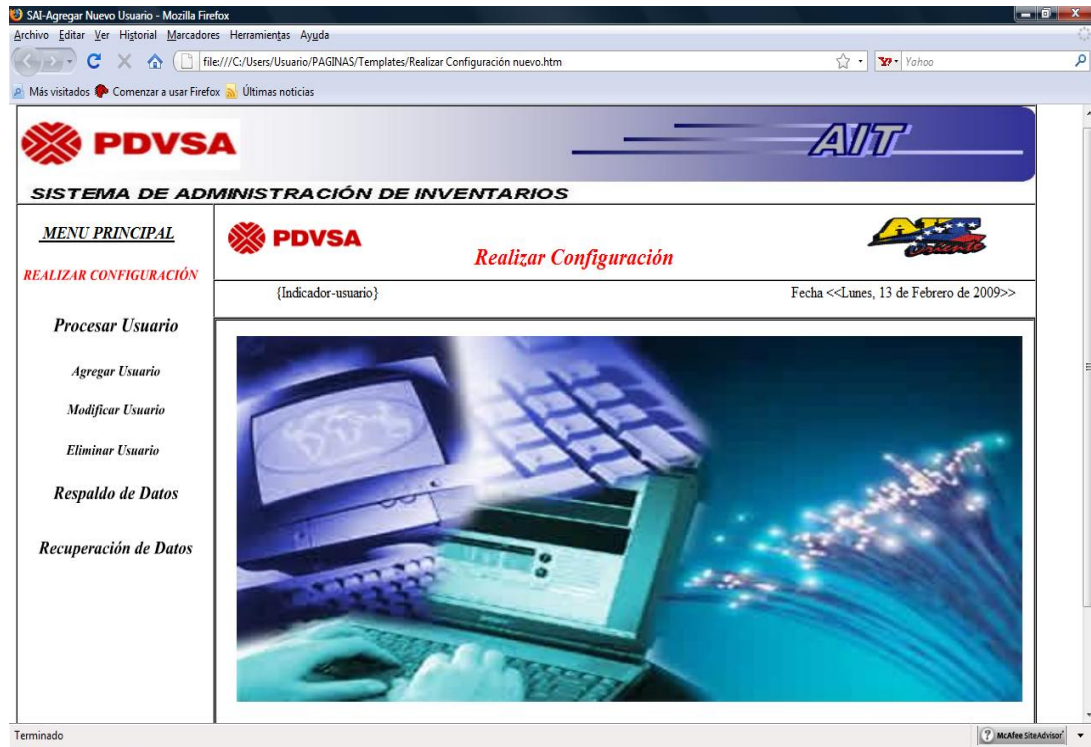 SAI-Agregar Nuevo Usuario - Mozilla Firefox
Archivo Editar Ver Historial Marcadores Herramientas Ayuda
file:///C:/Users/Usuario/PAGINAS/Templates/Realizar Configuración nuevo.htm
Yahoo
Más visitados Comenzar a usar Firefox Últimas noticias
PDVSA
AIT
SISTEMA DE ADMINISTRACIÓN DE INVENTARIOS
MENU PRINCIPAL
REALIZAR CONFIGURACIÓN
Procesar Usuario
Agregar Usuario
Modificar Usuario
Eliminar Usuario
Respaldo de Datos
Recuperación de Datos
PDVSA
Realizar Configuración
AIT
Oriente
{Indicador-usuario}
Fecha <<Lunes, 13 de Febrero de 2009>>
Terminado
McAfee SiteAdvisor